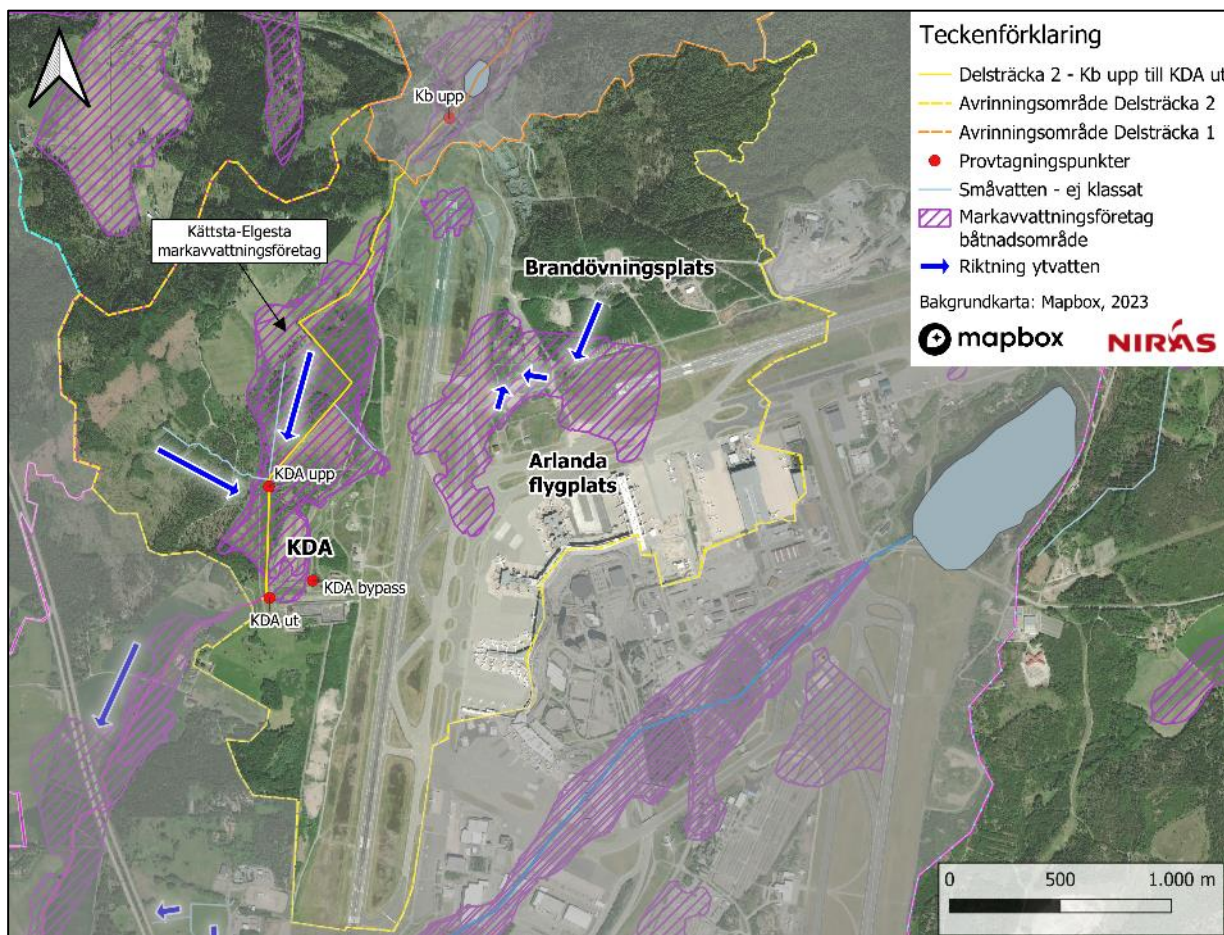 Teckenförklaring
Delsträcka 2 - Kb upp till KDA ut
Avrinningsområde Delsträcka 2
Avrinningsområde Delsträcka 1
Provtagningspunkter
Småvatten - ej klassat
Markavvattningsföretag
båtnadsområde
Riktning ytvatten
Bakgrundkarta: Mapbox, 2023
mapbox
NIRAS
Kb upp
Kättsta-Elgesta
markavvattningsföretag
Brandövningsplats
Arlanda
flygplats
KDA upp
KDA
KDA bypass
KDA ut
0 500 1.000 m